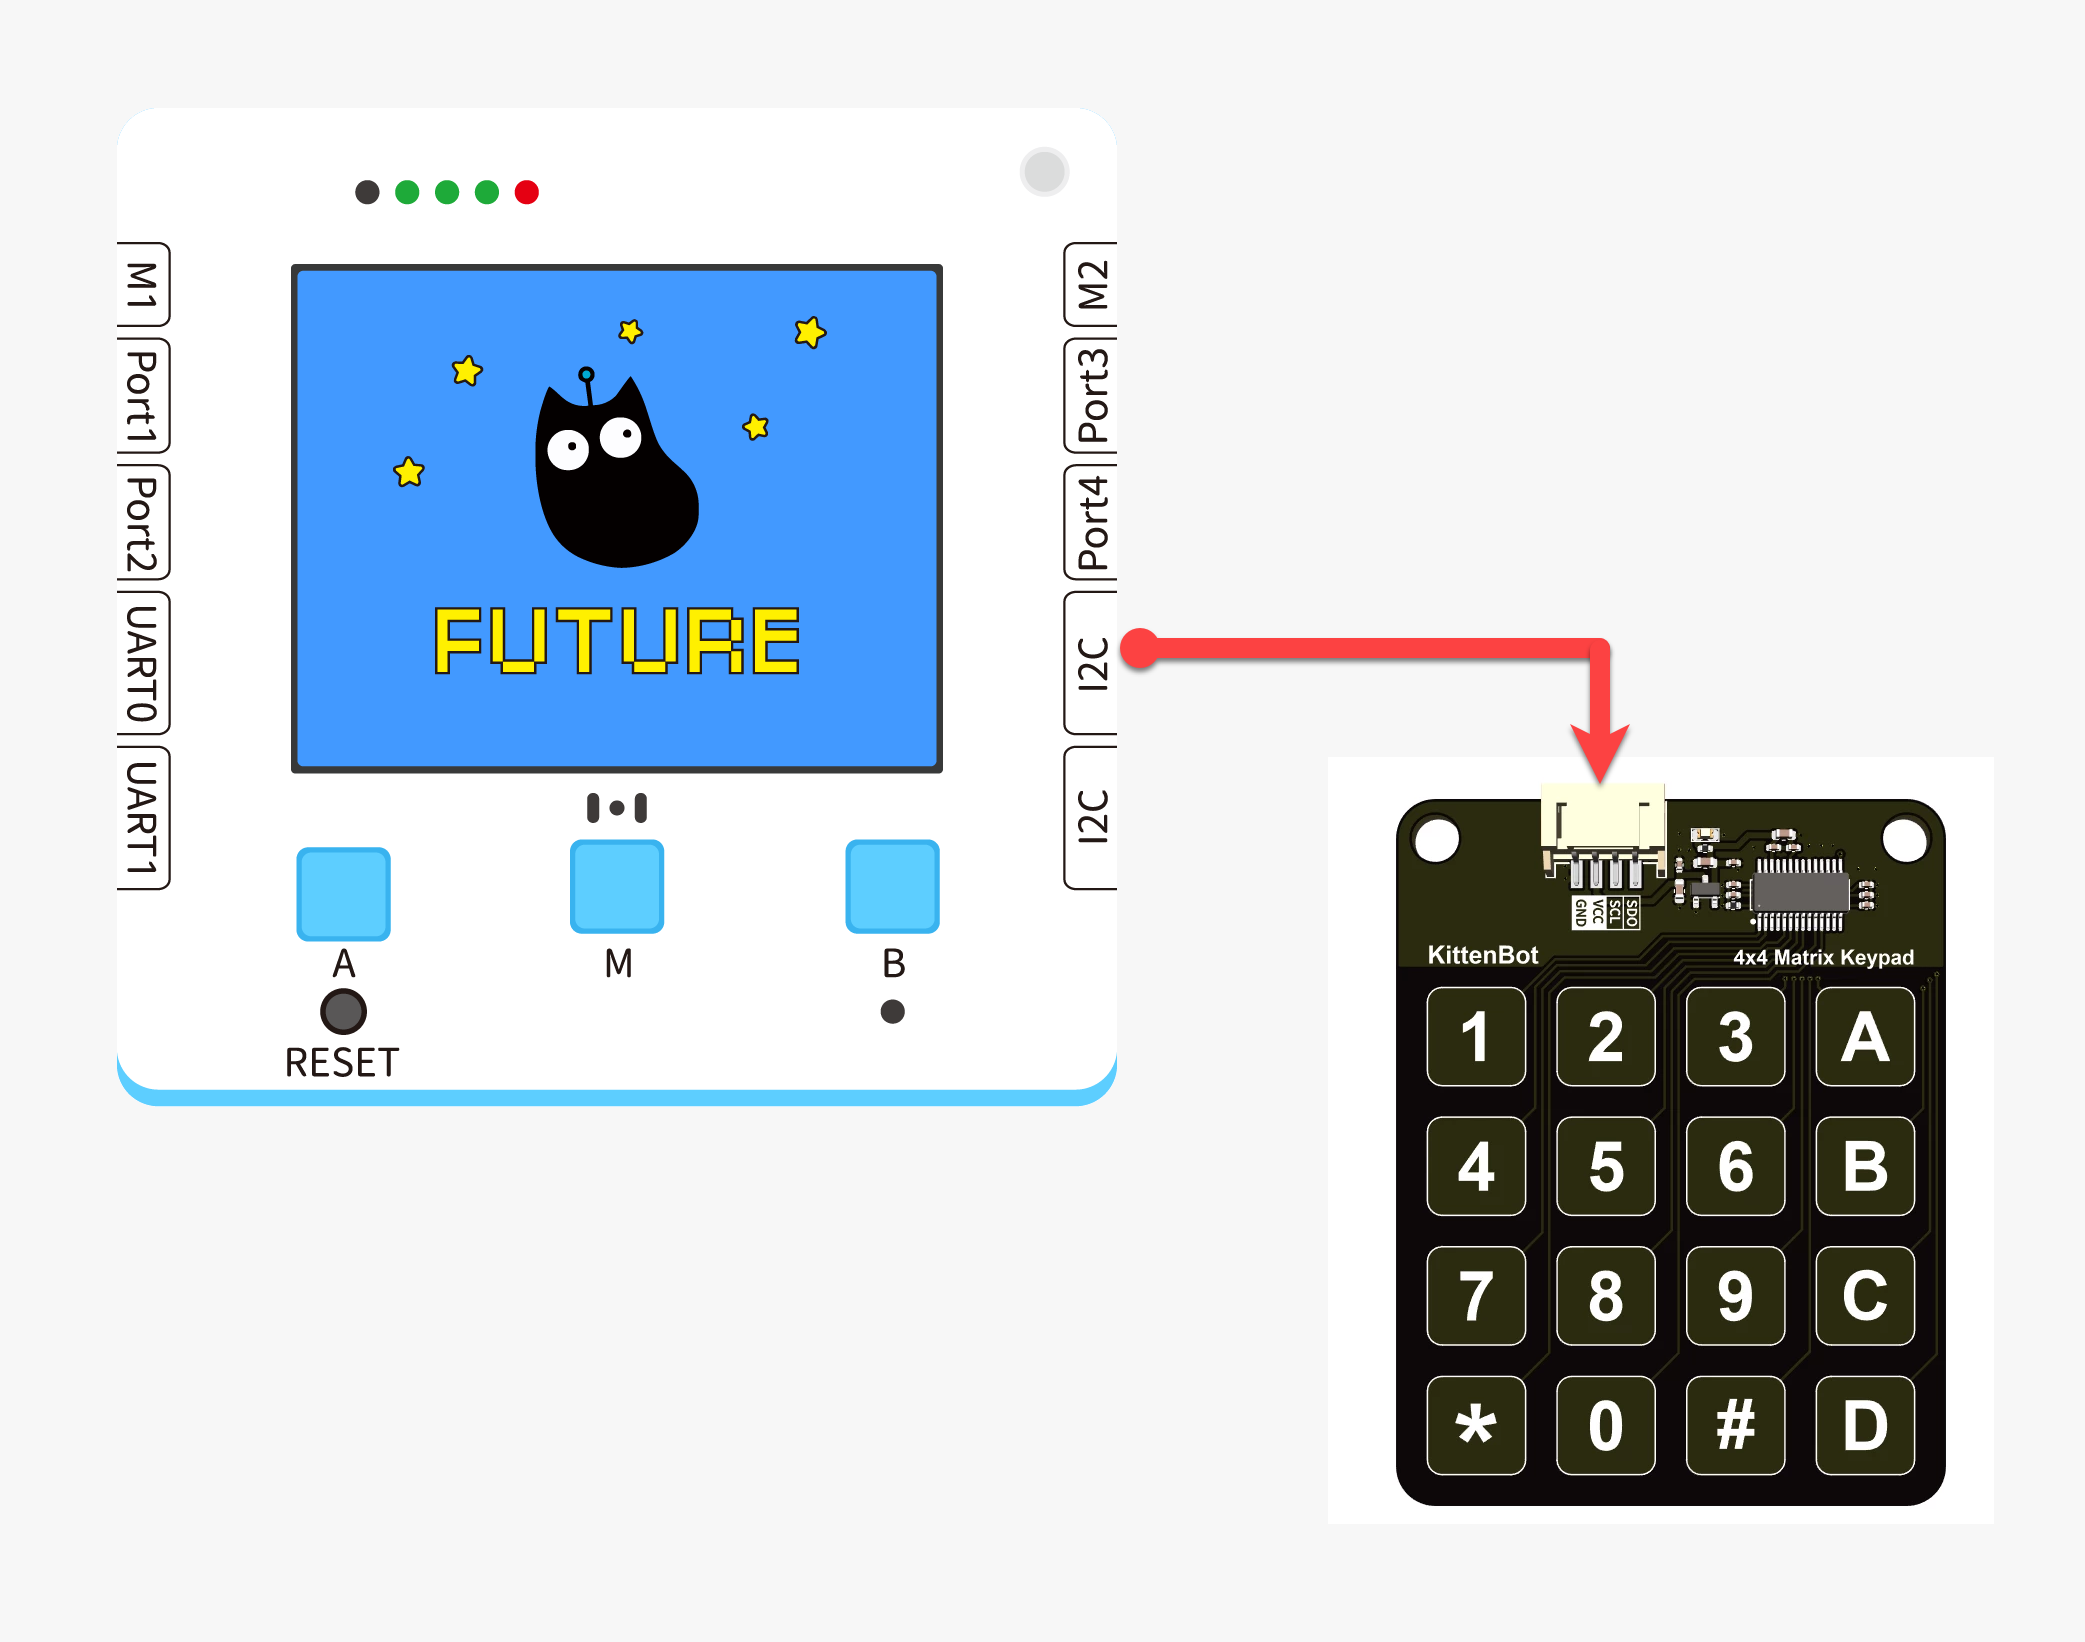 M1
Port1
Port2
UART0
UART1
M2
Port3
Port4
I2C
I2C
FUTURE
A
M
B
RESET
GND
VCC
SCL
SDO
KittenBot
4x4 Matrix Keypad
1 2 3 A
4 5 6 B
7 8 9 C
* 0 # D